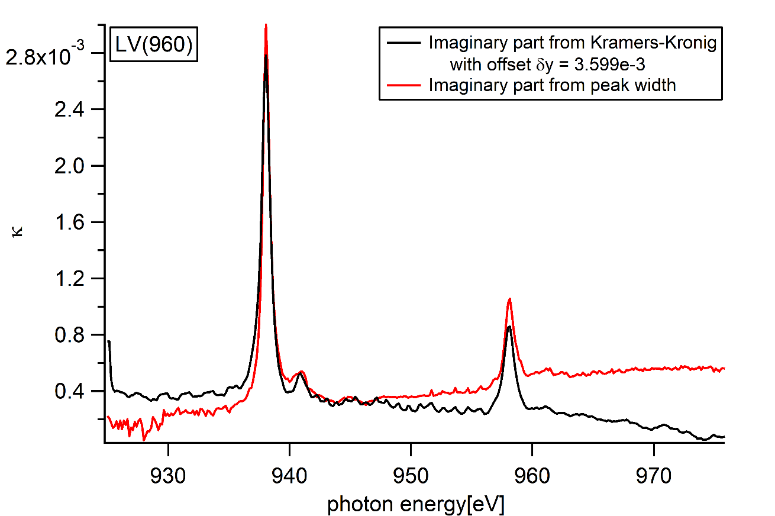 LV(960)
Imaginary part from Kramers-Kronig
with offset δy = 3.599e-3
Imaginary part from peak width
2.8x10⁻³
2.4
2.0
1.6
1.2
0.8
0.4
κ
930 940 950 960 970
photon energy[eV]